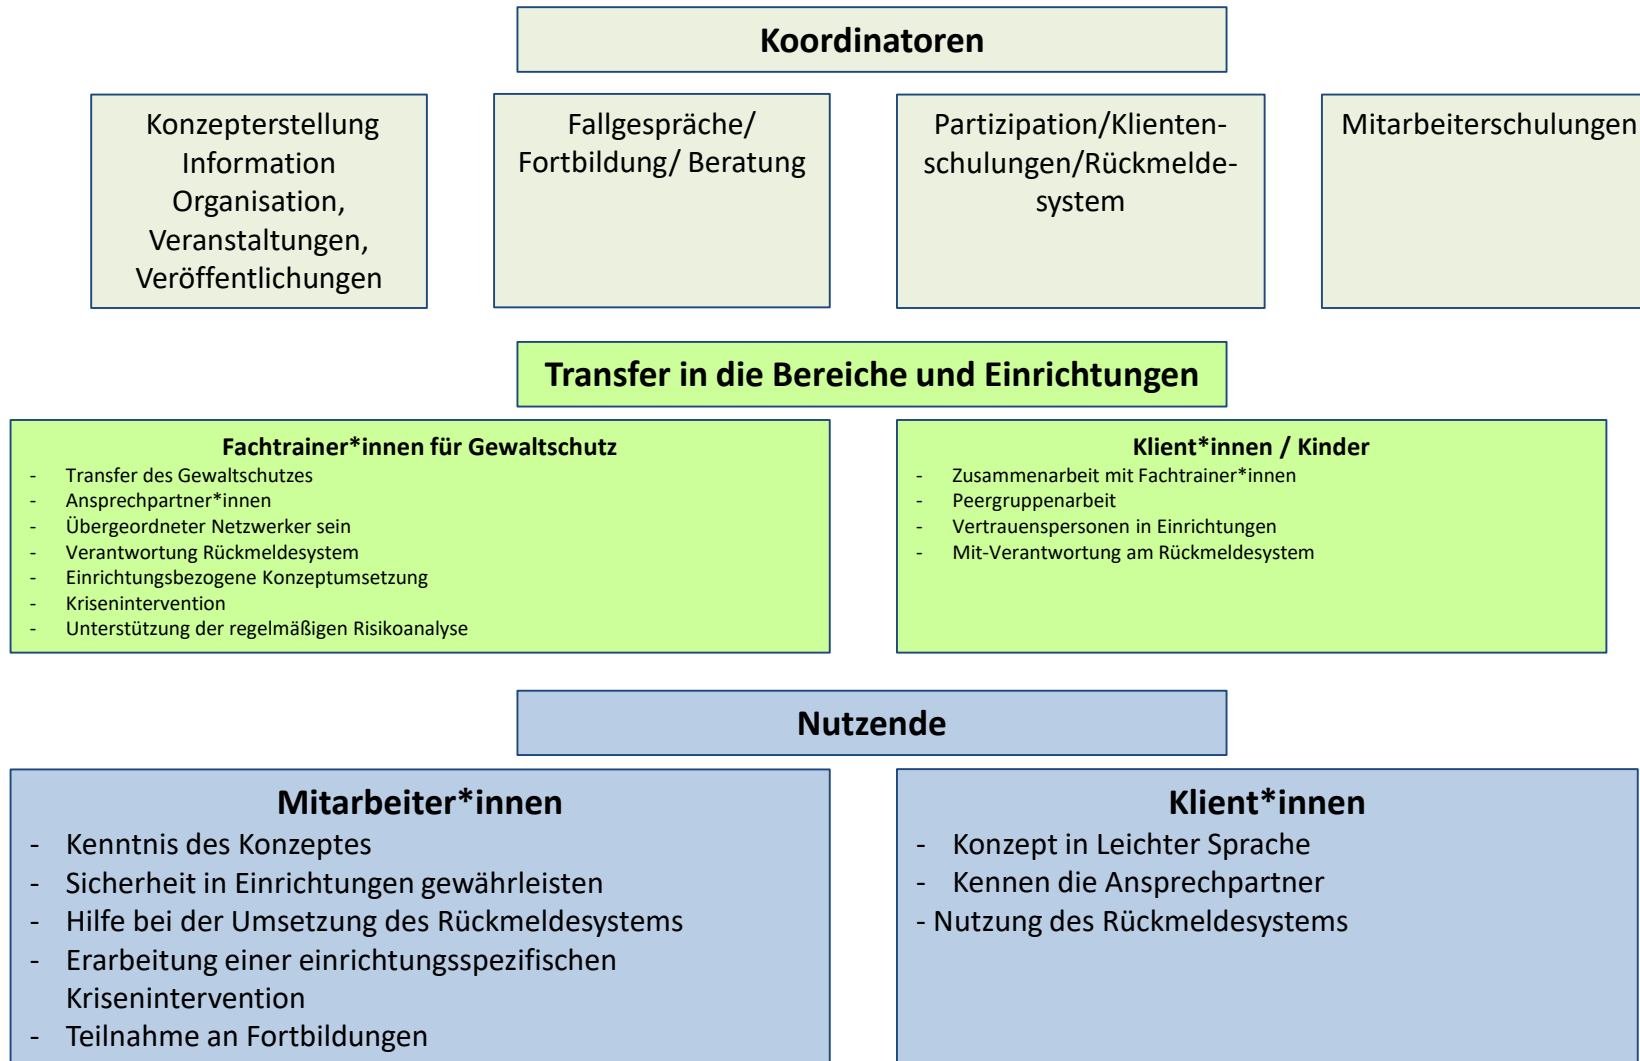 Koordinatoren
Konzepterstellung
Information
Organisation,
Veranstaltungen,
Veröffentlichungen
Fallgespräche/
Fortbildung/ Beratung
Partizipation/Klienten-
schulungen/Rückmelde-
system
Mitarbeiterschulungen
Transfer in die Bereiche und Einrichtungen
Fachtrainer*innen für Gewaltschutz
- Transfer des Gewaltschutzes
- Ansprechpartner*innen
- Übergeordneter Netzwerker sein
- Verantwortung Rückmeldesystem
- Einrichtungsbezogene Konzeptumsetzung
- Krisenintervention
- Unterstützung der regelmäßigen Risikoanalyse
Klient*innen / Kinder
- Zusammenarbeit mit Fachtrainer*innen
- Peergruppenarbeit
- Vertrauenspersonen in Einrichtungen
- Mit-Verantwortung am Rückmeldesystem
Nutzende
Mitarbeiter*innen
- Kenntnis des Konzeptes
- Sicherheit in Einrichtungen gewährleisten
- Hilfe bei der Umsetzung des Rückmeldesystems
- Erarbeitung einer einrichtungsspezifischen
Krisenintervention
- Teilnahme an Fortbildungen
Klient*innen
- Konzept in Leichter Sprache
- Kennen die Ansprechpartner
- Nutzung des Rückmeldesystems